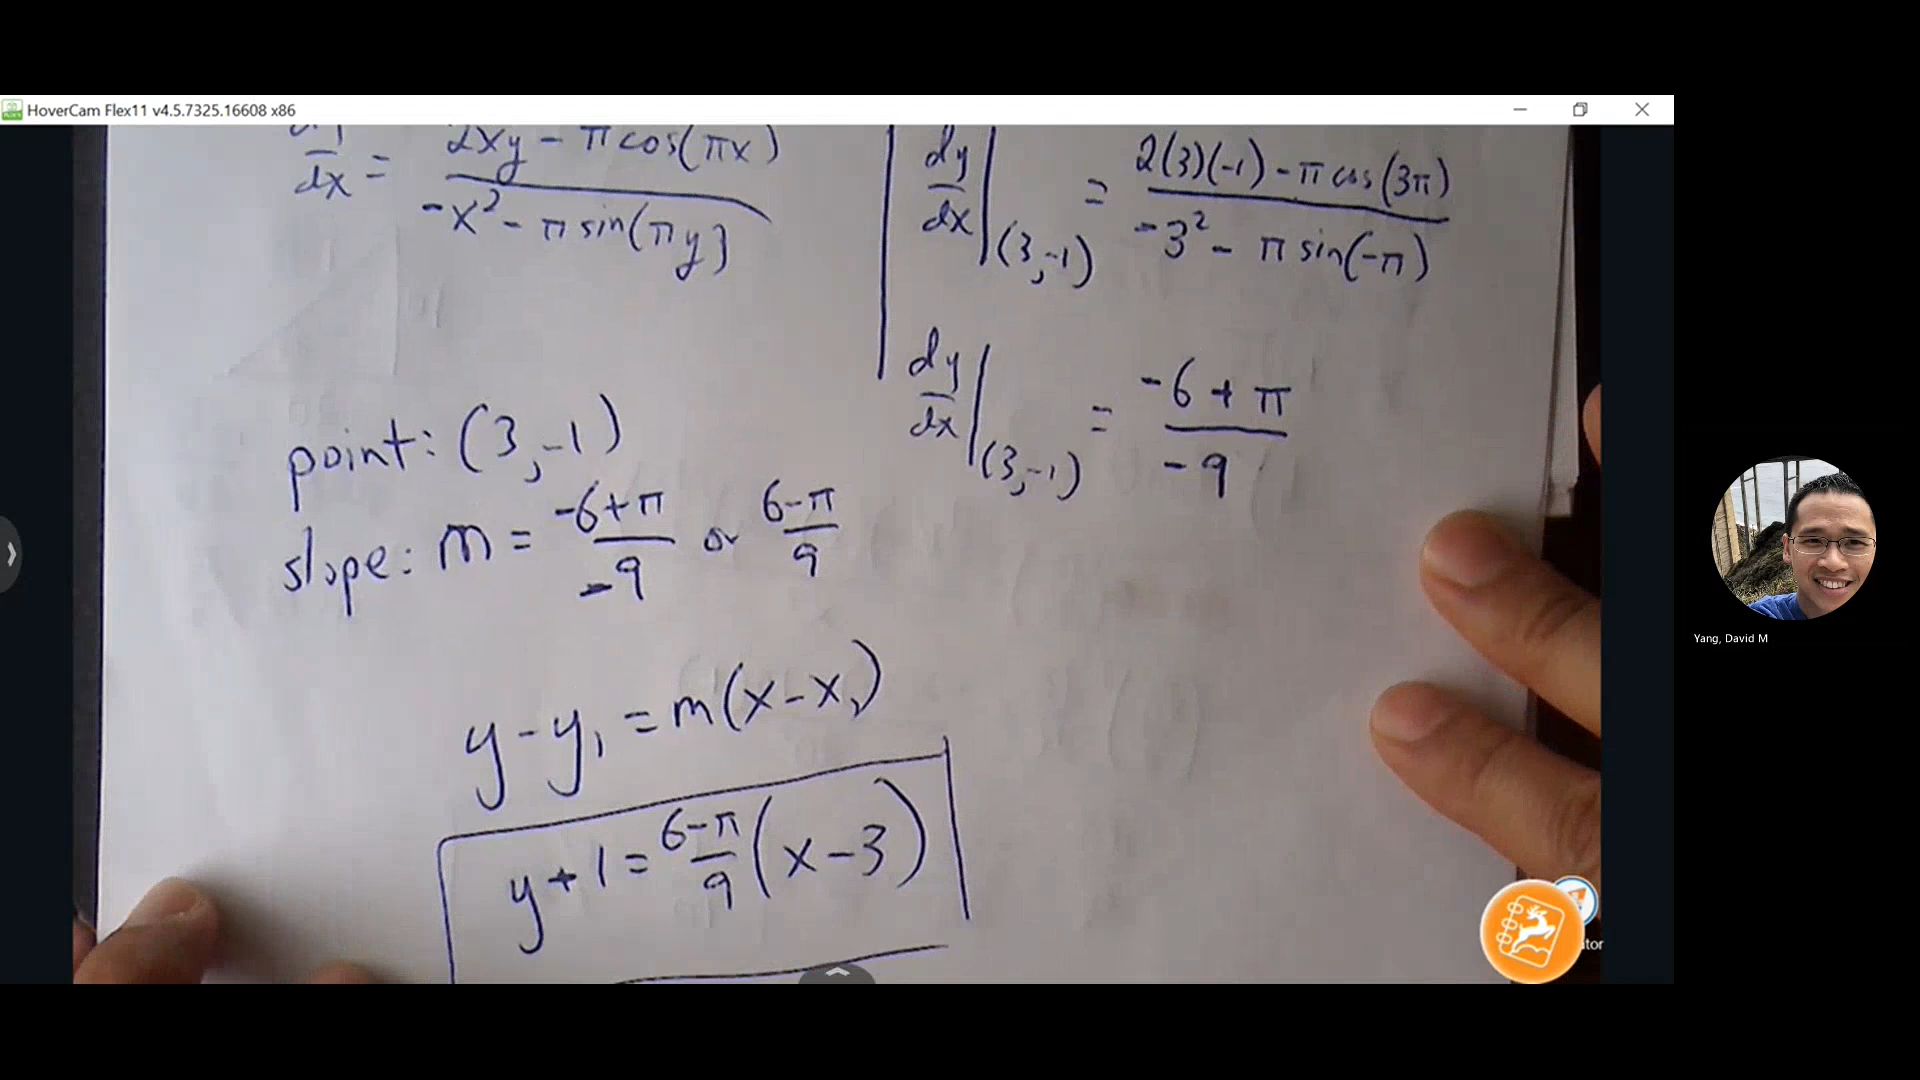 HoverCam Flex11 v4.5.7325.16608 x86
dy/dx = (2xy - π cos(πx)) / (-x² - π sin(πy))
dy/dx |(3,-1) = (2(3)(-1) - π cos(3π)) / (-3² - π sin(-π))
dy/dx |(3,-1) = (-6 + π) / -9
point: (3,-1)
slope: m = (-6+π)/-9 or (6-π)/9
y - y₁ = m(x - x₁)
y + 1 = (6-π)/9 (x - 3)
Yang, David M